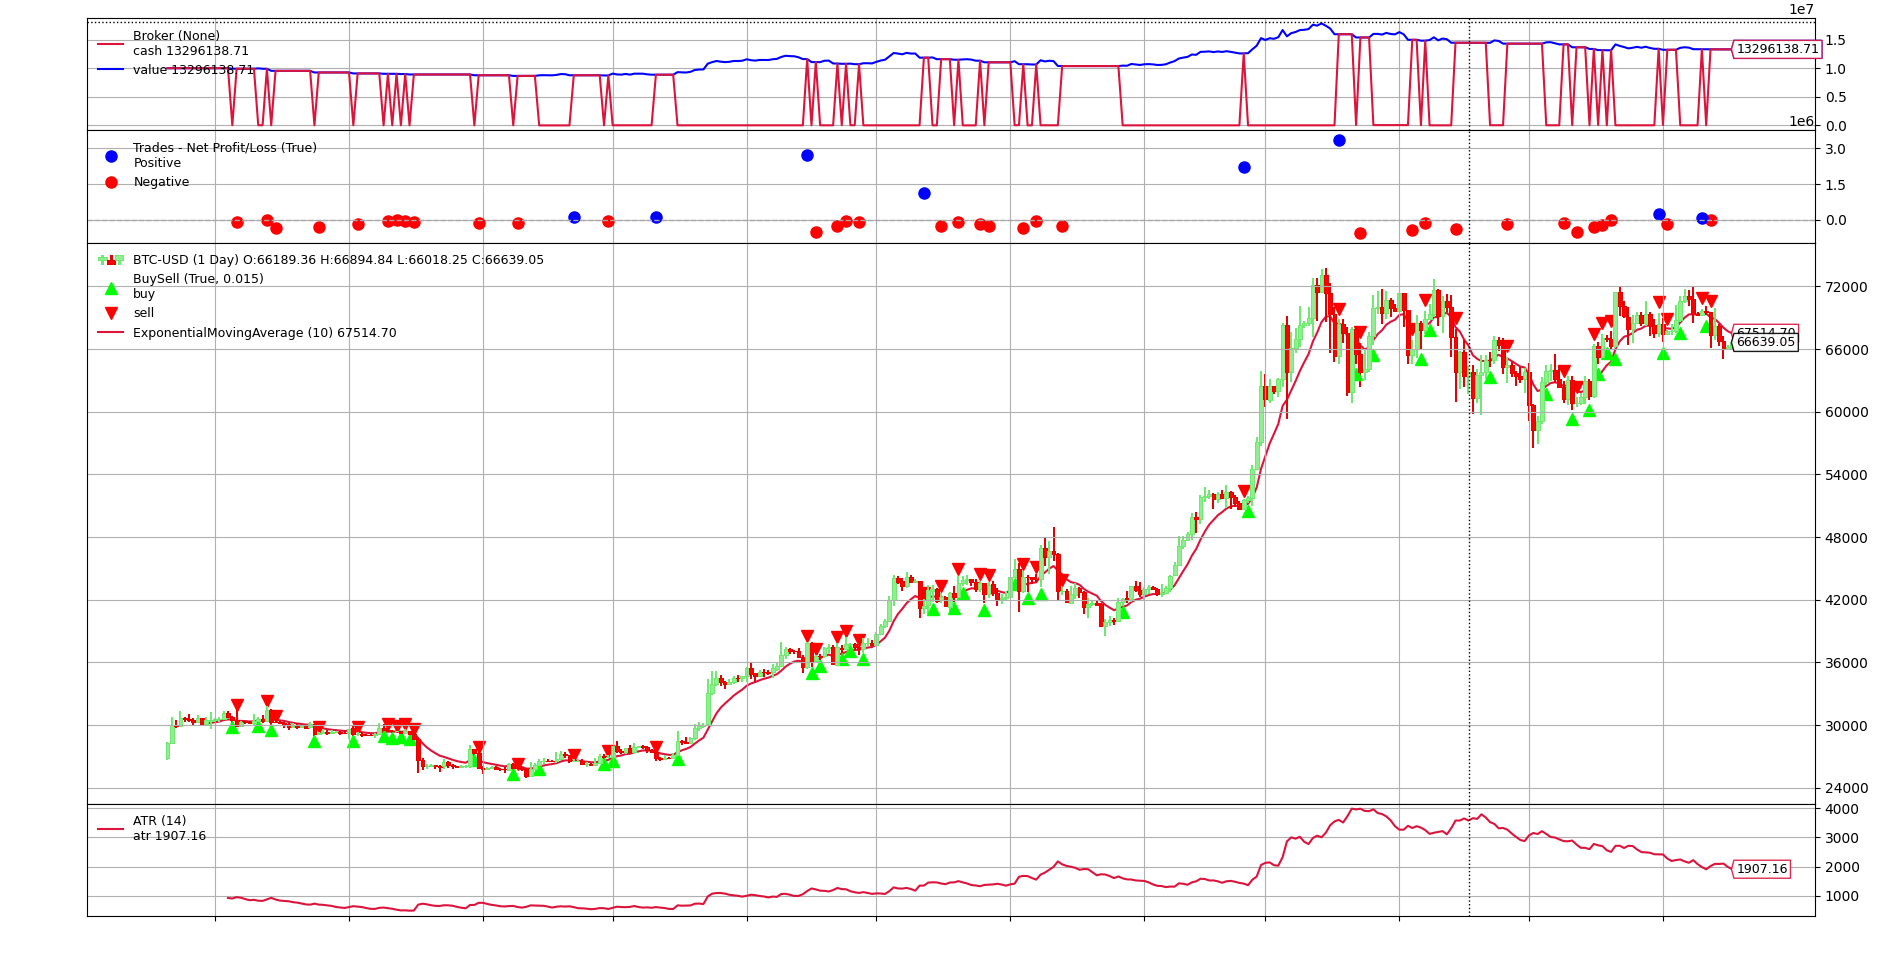 1e7
Broker (None)
cash 13296138.71
value 13296138.71
1.5
1.0
0.5
0.0
13296138.71
1e6
Trades - Net Profit/Loss (True)
Positive
Negative
3.0
1.5
0.0
BTC-USD (1 Day) O:66189.36 H:66894.84 L:66018.25 C:66639.05
BuySell (True, 0.015)
buy
sell
ExponentialMovingAverage (10) 67514.70
72000
66000
60000
54000
48000
42000
36000
30000
24000
67514.70
66639.05
ATR (14)
atr 1907.16
4000
3000
2000
1000
1907.16